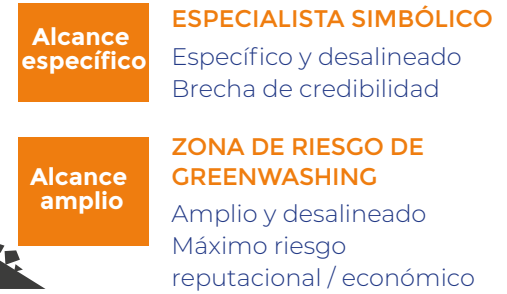 Alcance
específico
ESPECIALISTA SIMBÓLICO
Específico y desalineado
Brecha de credibilidad
Alcance
amplio
ZONA DE RIESGO DE
GREENWASHING
Amplio y desalineado
Máximo riesgo
reputacional / económico